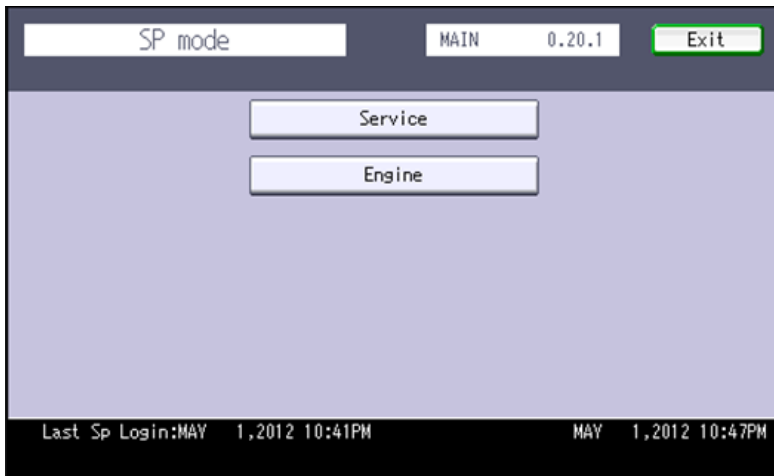 SP mode MAIN 0.20.1 Exit
Service
Engine
Last Sp Login:MAY 1,2012 10:41PM MAY 1,2012 10:47PM